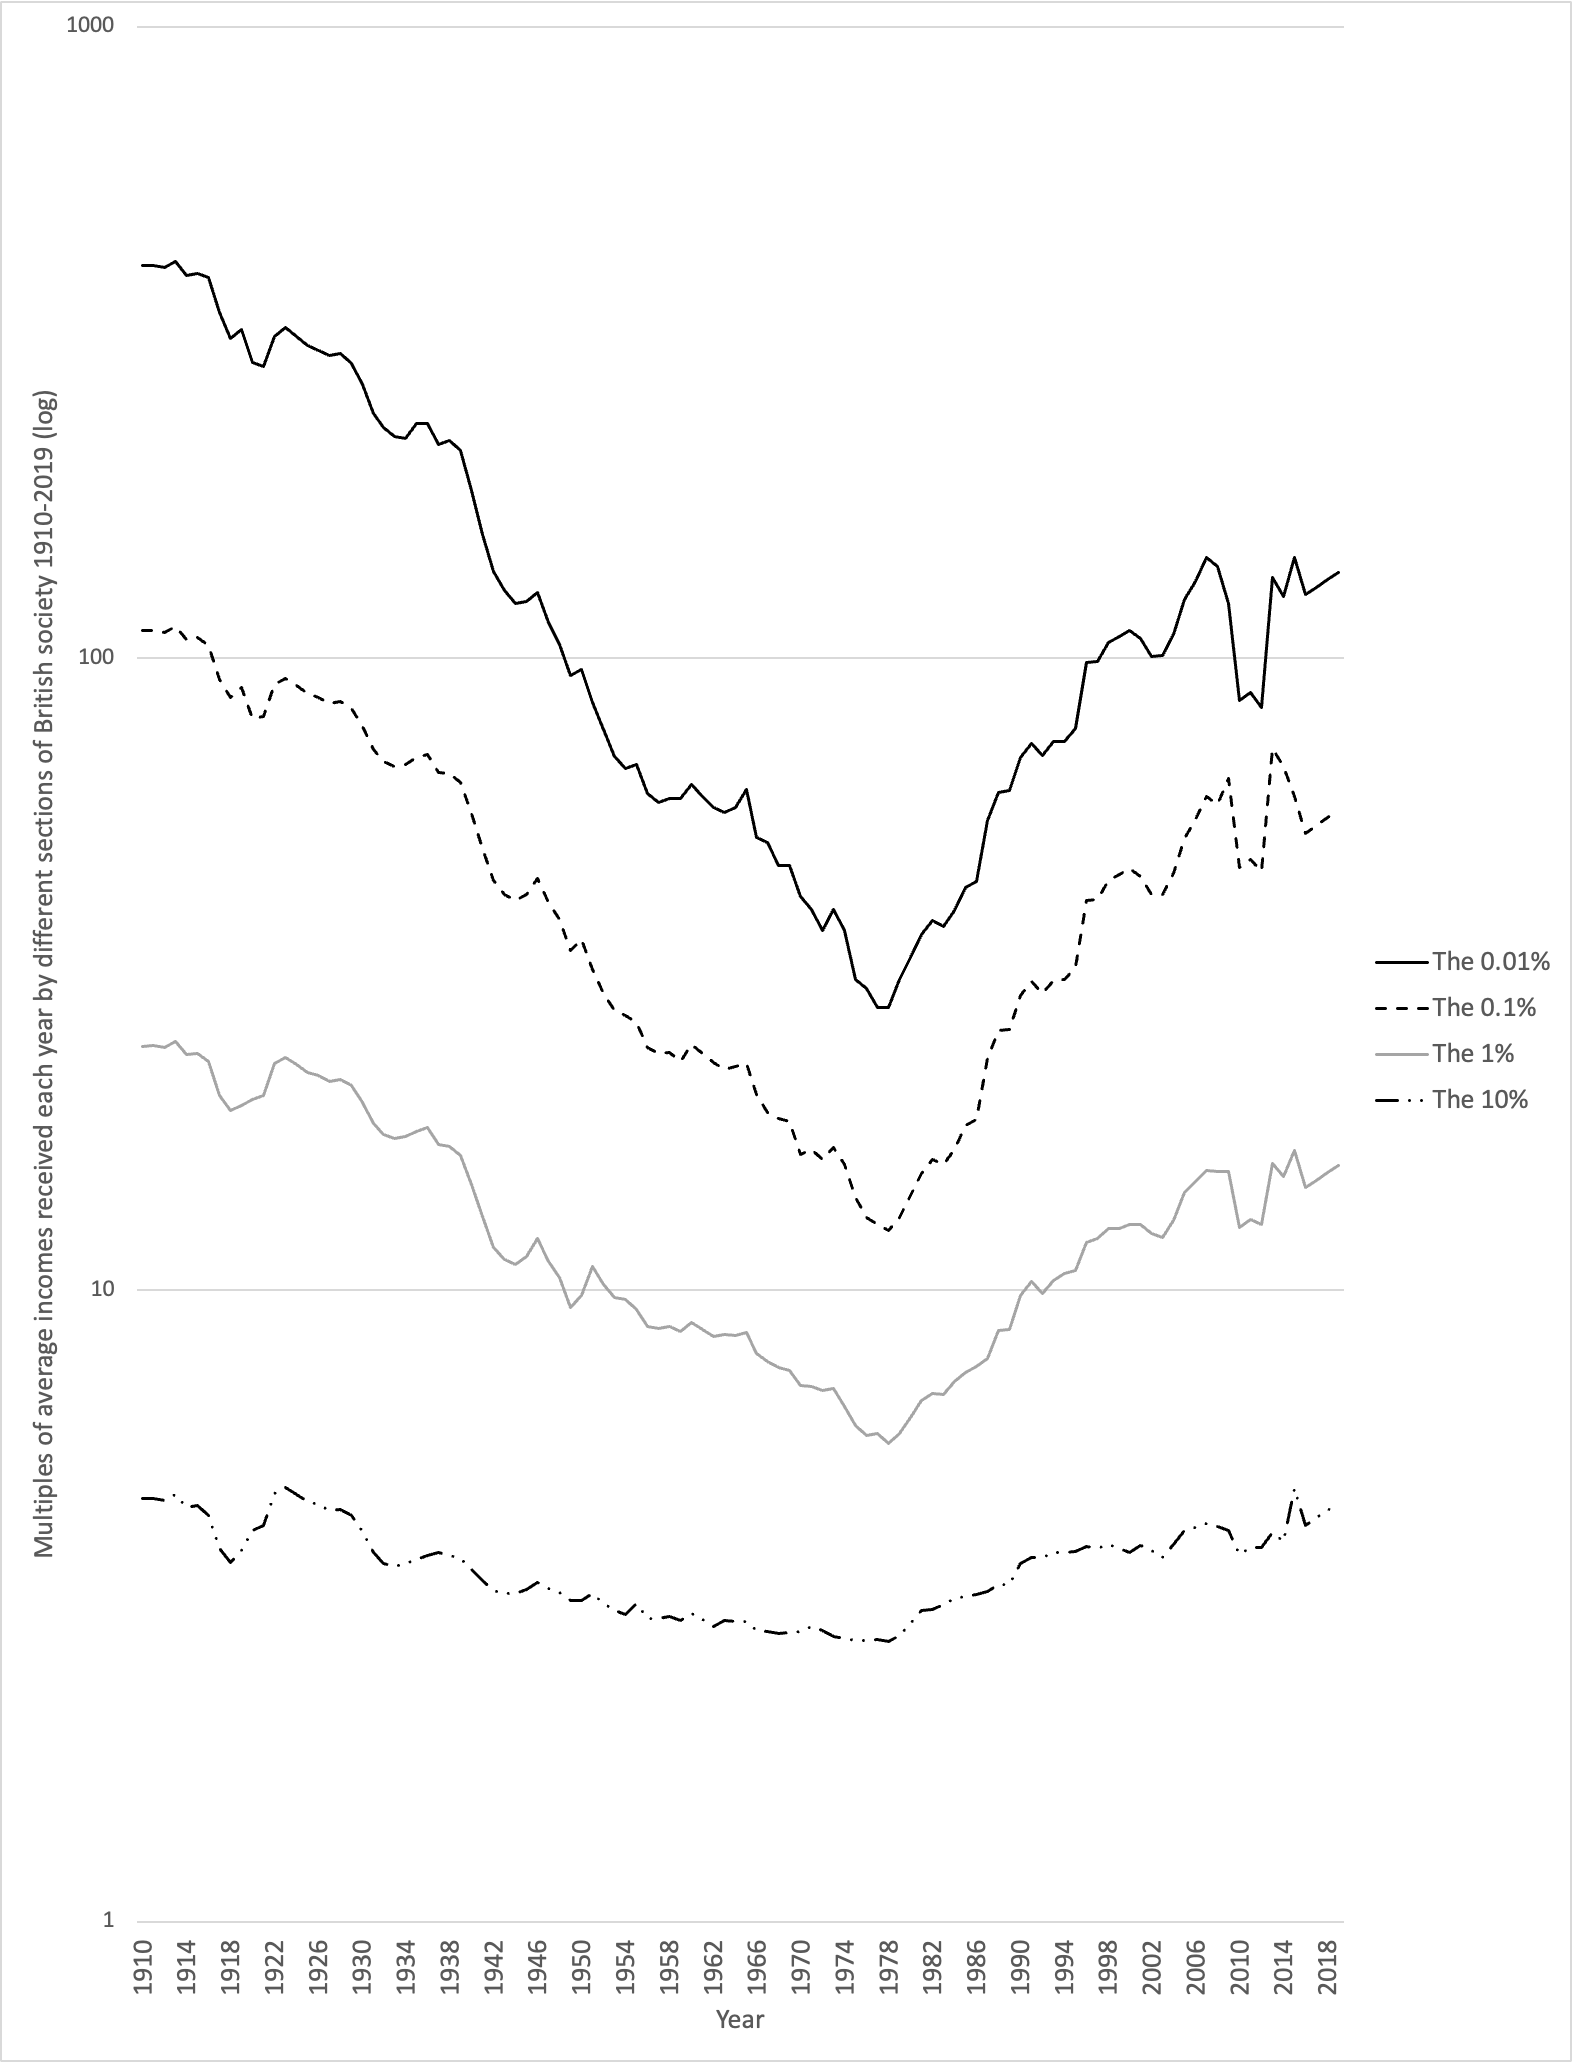 1000
100
10
1
Multiples of average incomes received each year by different sections of British society 1910-2019 (log)
The 0.01%
The 0.1%
The 1%
The 10%
1910 1914 1918 1922 1926 1930 1934 1938 1942 1946 1950 1954 1958 1962 1966 1970 1974 1978 1982 1986 1990 1994 1998 2002 2006 2010 2014 2018
Year